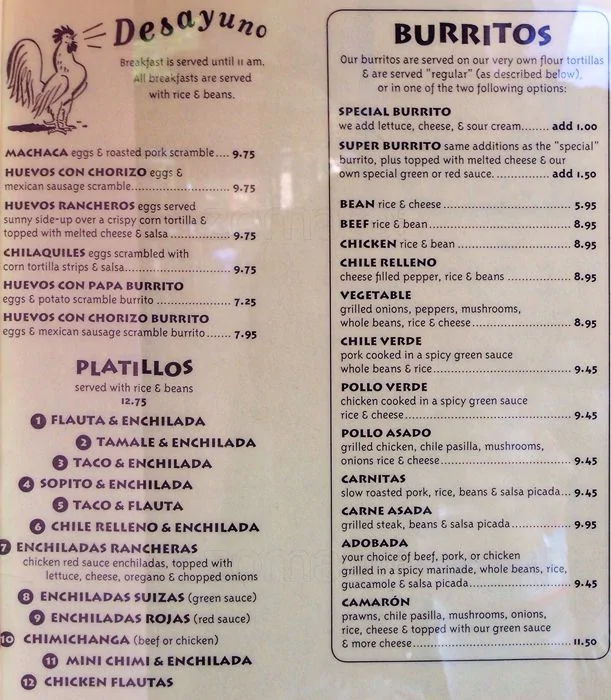 Desayuno
Breakfast is served until 11 am.
All breakfasts are served
with rice & beans.
MACHACA eggs & roasted pork scramble.... 9.75
HUEVOS CON CHORIZO eggs &
mexican sausage scramble.................. 9.75
HUEVOS RANCHEROS eggs served
sunny side-up over a crispy corn tortilla &
topped with melted cheese & salsa............ 9.75
CHILAQUILES eggs scrambled with
corn tortilla strips & salsa................... 9.75
HUEVOS CON PAPA BURRITO
eggs & potato scramble burrito ............... 7.25
HUEVOS CON CHORIZO BURRITO
eggs & mexican sausage scramble burrito....... 7.95
PLATILLOS
served with rice & beans
12.75
1 FLAUTA & ENCHILADA
2 TAMALE & ENCHILADA
3 TACO & ENCHILADA
4 SOPITO & ENCHILADA
5 TACO & FLAUTA
6 CHILE RELLENO & ENCHILADA
7 ENCHILADAS RANCHERAS
chicken red sauce enchiladas, topped with
lettuce, cheese, oregano & chopped onions
8 ENCHILADAS SUIZAS (green sauce)
9 ENCHILADAS ROJAS (red sauce)
10 CHIMICHANGA (beef or chicken)
11 MINI CHIMI & ENCHILADA
12 CHICKEN FLAUTAS
BURRITOS
Our burritos are served on our very own flour tortillas
& are served "regular" (as described below),
or in one of the two following options:
SPECIAL BURRITO
we add lettuce, cheese, & sour cream....... add 1.00
SUPER BURRITO same additions as the "special"
burrito, plus topped with melted cheese & our
own special green or red sauce.............. add 1.50
BEAN rice & cheese................................ 5.95
BEEF rice & bean.................................. 8.95
CHICKEN rice & bean............................ 8.95
CHILE RELLENO
cheese filled pepper, rice & beans ................ 8.95
VEGETABLE
grilled onions, peppers, mushrooms,
whole beans, rice & cheese......................... 8.95
CHILE VERDE
pork cooked in a spicy green sauce
whole beans & rice.................................. 9.45
POLLO VERDE
chicken cooked in a spicy green sauce
rice & cheese........................................ 9.45
POLLO ASADO
grilled chicken, chile pasilla, mushrooms,
onions rice & cheese................................ 9.45
CARNITAS
slow roasted pork, rice, beans & salsa picada... 9.45
CARNE ASADA
grilled steak, beans & salsa picada............... 9.95
ADOBADA
your choice of beef, pork, or chicken
grilled in a spicy marinade, whole beans, rice,
guacamole & salsa picada.......................... 9.45
CAMARÓN
prawns, chile pasilla, mushrooms, onions,
rice, cheese & topped with our green sauce
& more cheese...................................... 11.50